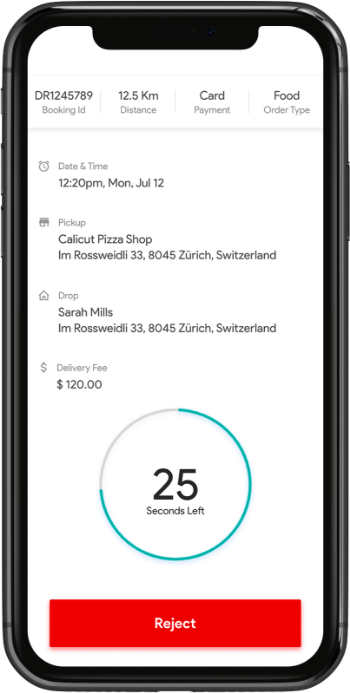 DR1245789 12.5 Km Card Food
Booking Id Distance Payment Order Type
Date & Time
12:20pm, Mon, Jul 12
Pickup
Calicut Pizza Shop
Im Rossweidli 33, 8045 Zürich, Switzerland
Drop
Sarah Mills
Im Rossweidli 33, 8045 Zürich, Switzerland
$ Delivery Fee
$ 120.00
25
Seconds Left
Reject